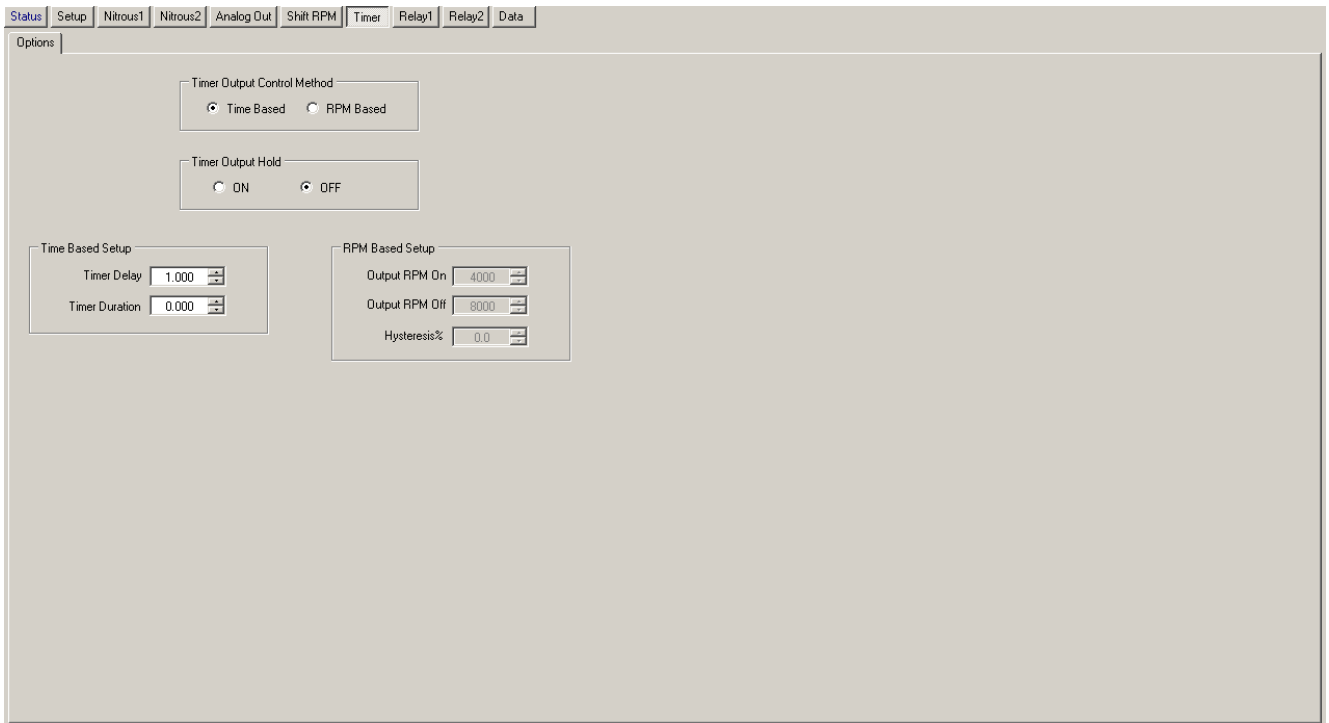 Status Setup Nitrous1 Nitrous2 Analog Out Shift RPM Timer Relay1 Relay2 Data
Options
Timer Output Control Method
Time Based RPM Based
Timer Output Hold
ON OFF
Time Based Setup
Timer Delay 1.000
Timer Duration 0.000
RPM Based Setup
Output RPM On 4000
Output RPM Off 8000
Hysteresis% 0.0